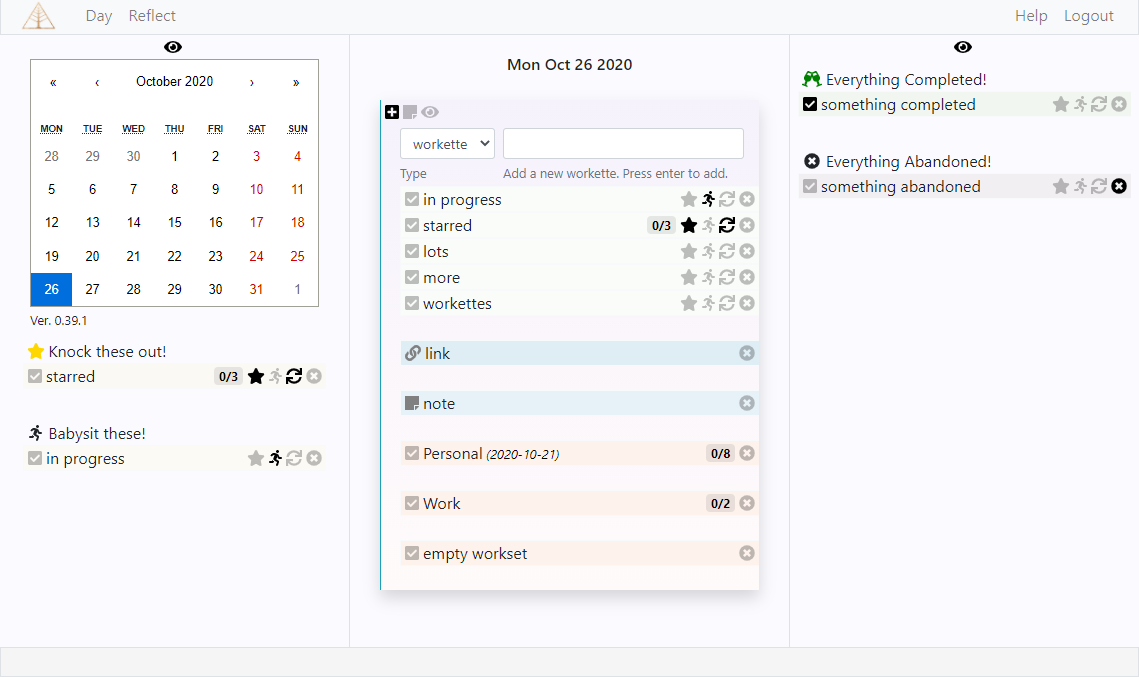 Day Reflect Help Logout
« ‹ October 2020 › »
MON TUE WED THU FRI SAT SUN
28 29 30 1 2 3 4
5 6 7 8 9 10 11
12 13 14 15 16 17 18
19 20 21 22 23 24 25
26 27 28 29 30 31 1
Ver. 0.39.1
Knock these out!
starred 0/3
Babysit these!
in progress
Mon Oct 26 2020
workette
Type Add a new workette. Press enter to add.
in progress
starred 0/3
lots
more
workettes
link
note
Personal (2020-10-21) 0/8
Work 0/2
empty workset
Everything Completed!
something completed
Everything Abandoned!
something abandoned